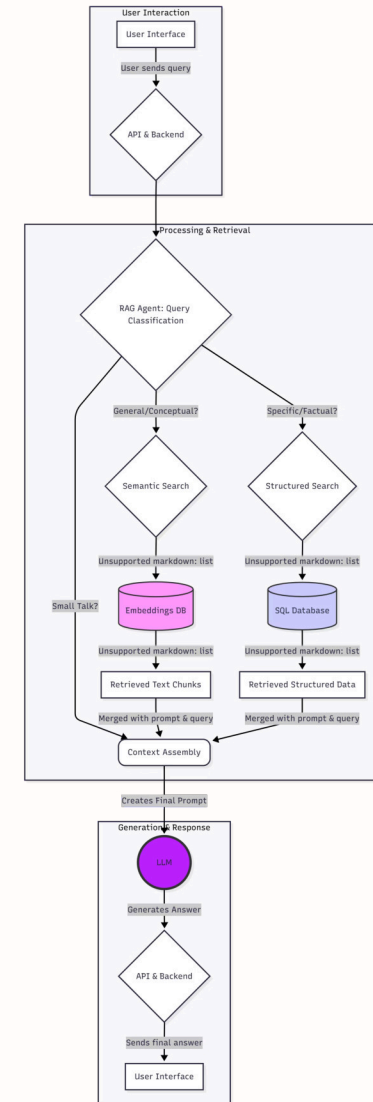 User Interaction
User Interface
User sends query
API & Backend
Processing & Retrieval
RAG Agent: Query
Classification
General/Conceptual?
Specific/Factual?
Semantic Search
Structured Search
Unsupported markdown: list
Unsupported markdown: list
Small Talk?
Embeddings DB
SQL Database
Unsupported markdown: list
Unsupported markdown: list
Retrieved Text Chunks
Retrieved Structured Data
Merged with prompt & query
Merged with prompt & query
Context Assembly
Creates Final Prompt
Generation & Response
LLM
Generates Answer
API & Backend
Sends final answer
User Interface